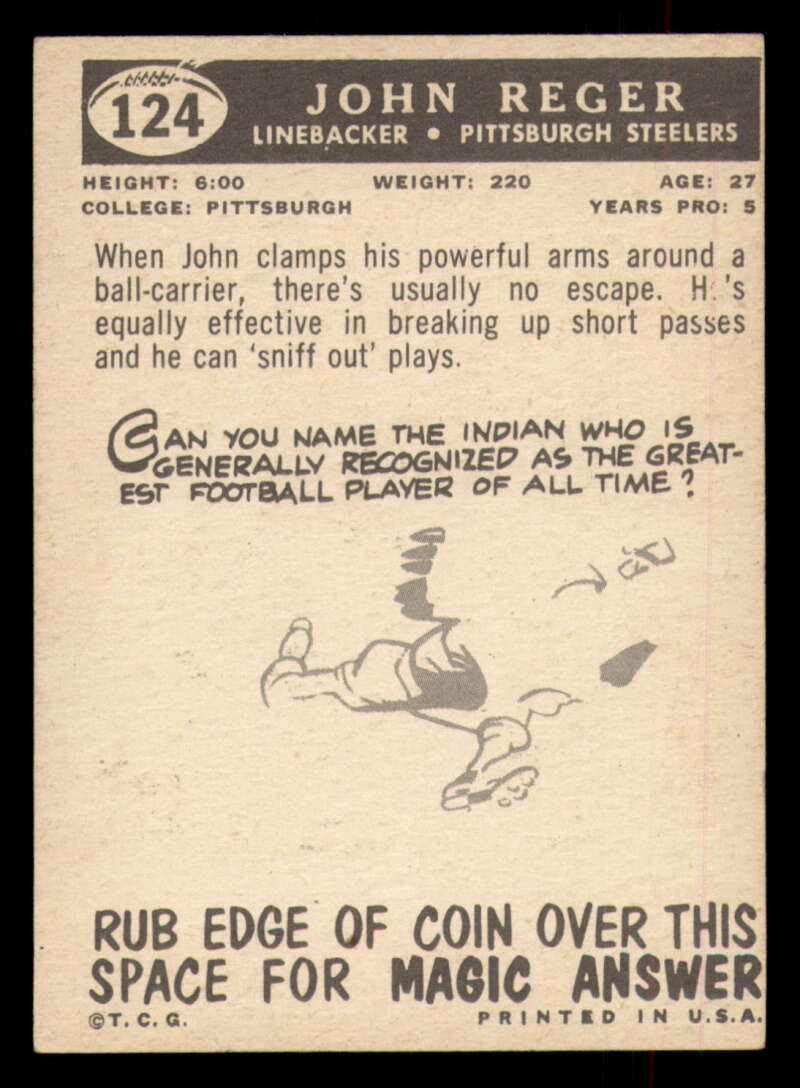 124
JOHN REGER
LINEBACKER • PITTSBURGH STEELERS
HEIGHT: 6:00 WEIGHT: 220 AGE: 27
COLLEGE: PITTSBURGH YEARS PRO: 5
When John clamps his powerful arms around a
ball-carrier, there's usually no escape. H 's
equally effective in breaking up short passes
and he can 'sniff out' plays.
CAN YOU NAME THE INDIAN WHO IS
GENERALLY RECOGNIZED AS THE GREAT-
EST FOOTBALL PLAYER OF ALL TIME?
RUB EDGE OF COIN OVER THIS
SPACE FOR MAGIC ANSWER
©T.C.G. PRINTED IN U.S.A.